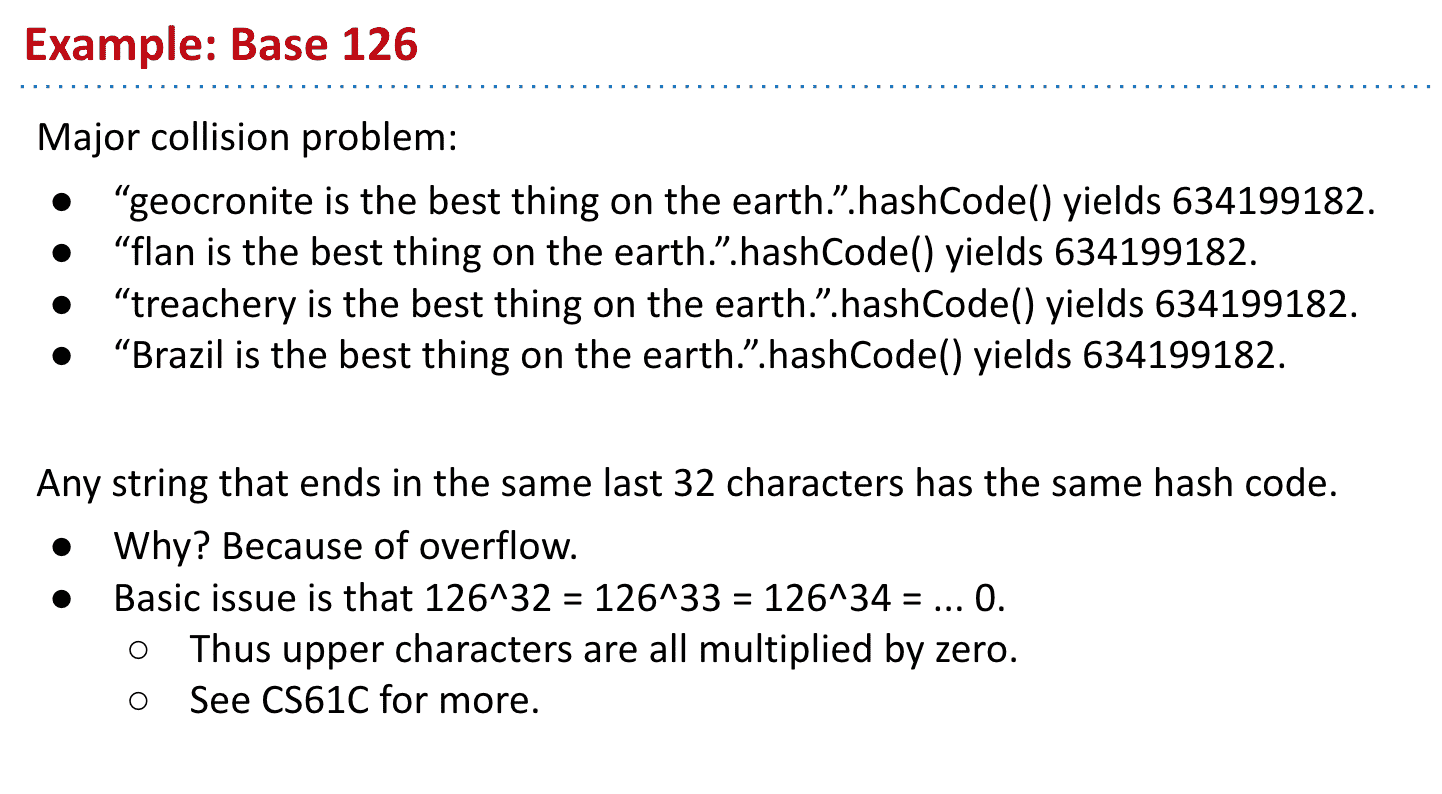 Example: Base 126
Major collision problem:
● “geocronite is the best thing on the earth.”.hashCode() yields 634199182.
● “flan is the best thing on the earth.”.hashCode() yields 634199182.
● “treachery is the best thing on the earth.”.hashCode() yields 634199182.
● “Brazil is the best thing on the earth.”.hashCode() yields 634199182.
Any string that ends in the same last 32 characters has the same hash code.
● Why? Because of overflow.
● Basic issue is that 126^32 = 126^33 = 126^34 = ... 0.
○ Thus upper characters are all multiplied by zero.
○ See CS61C for more.